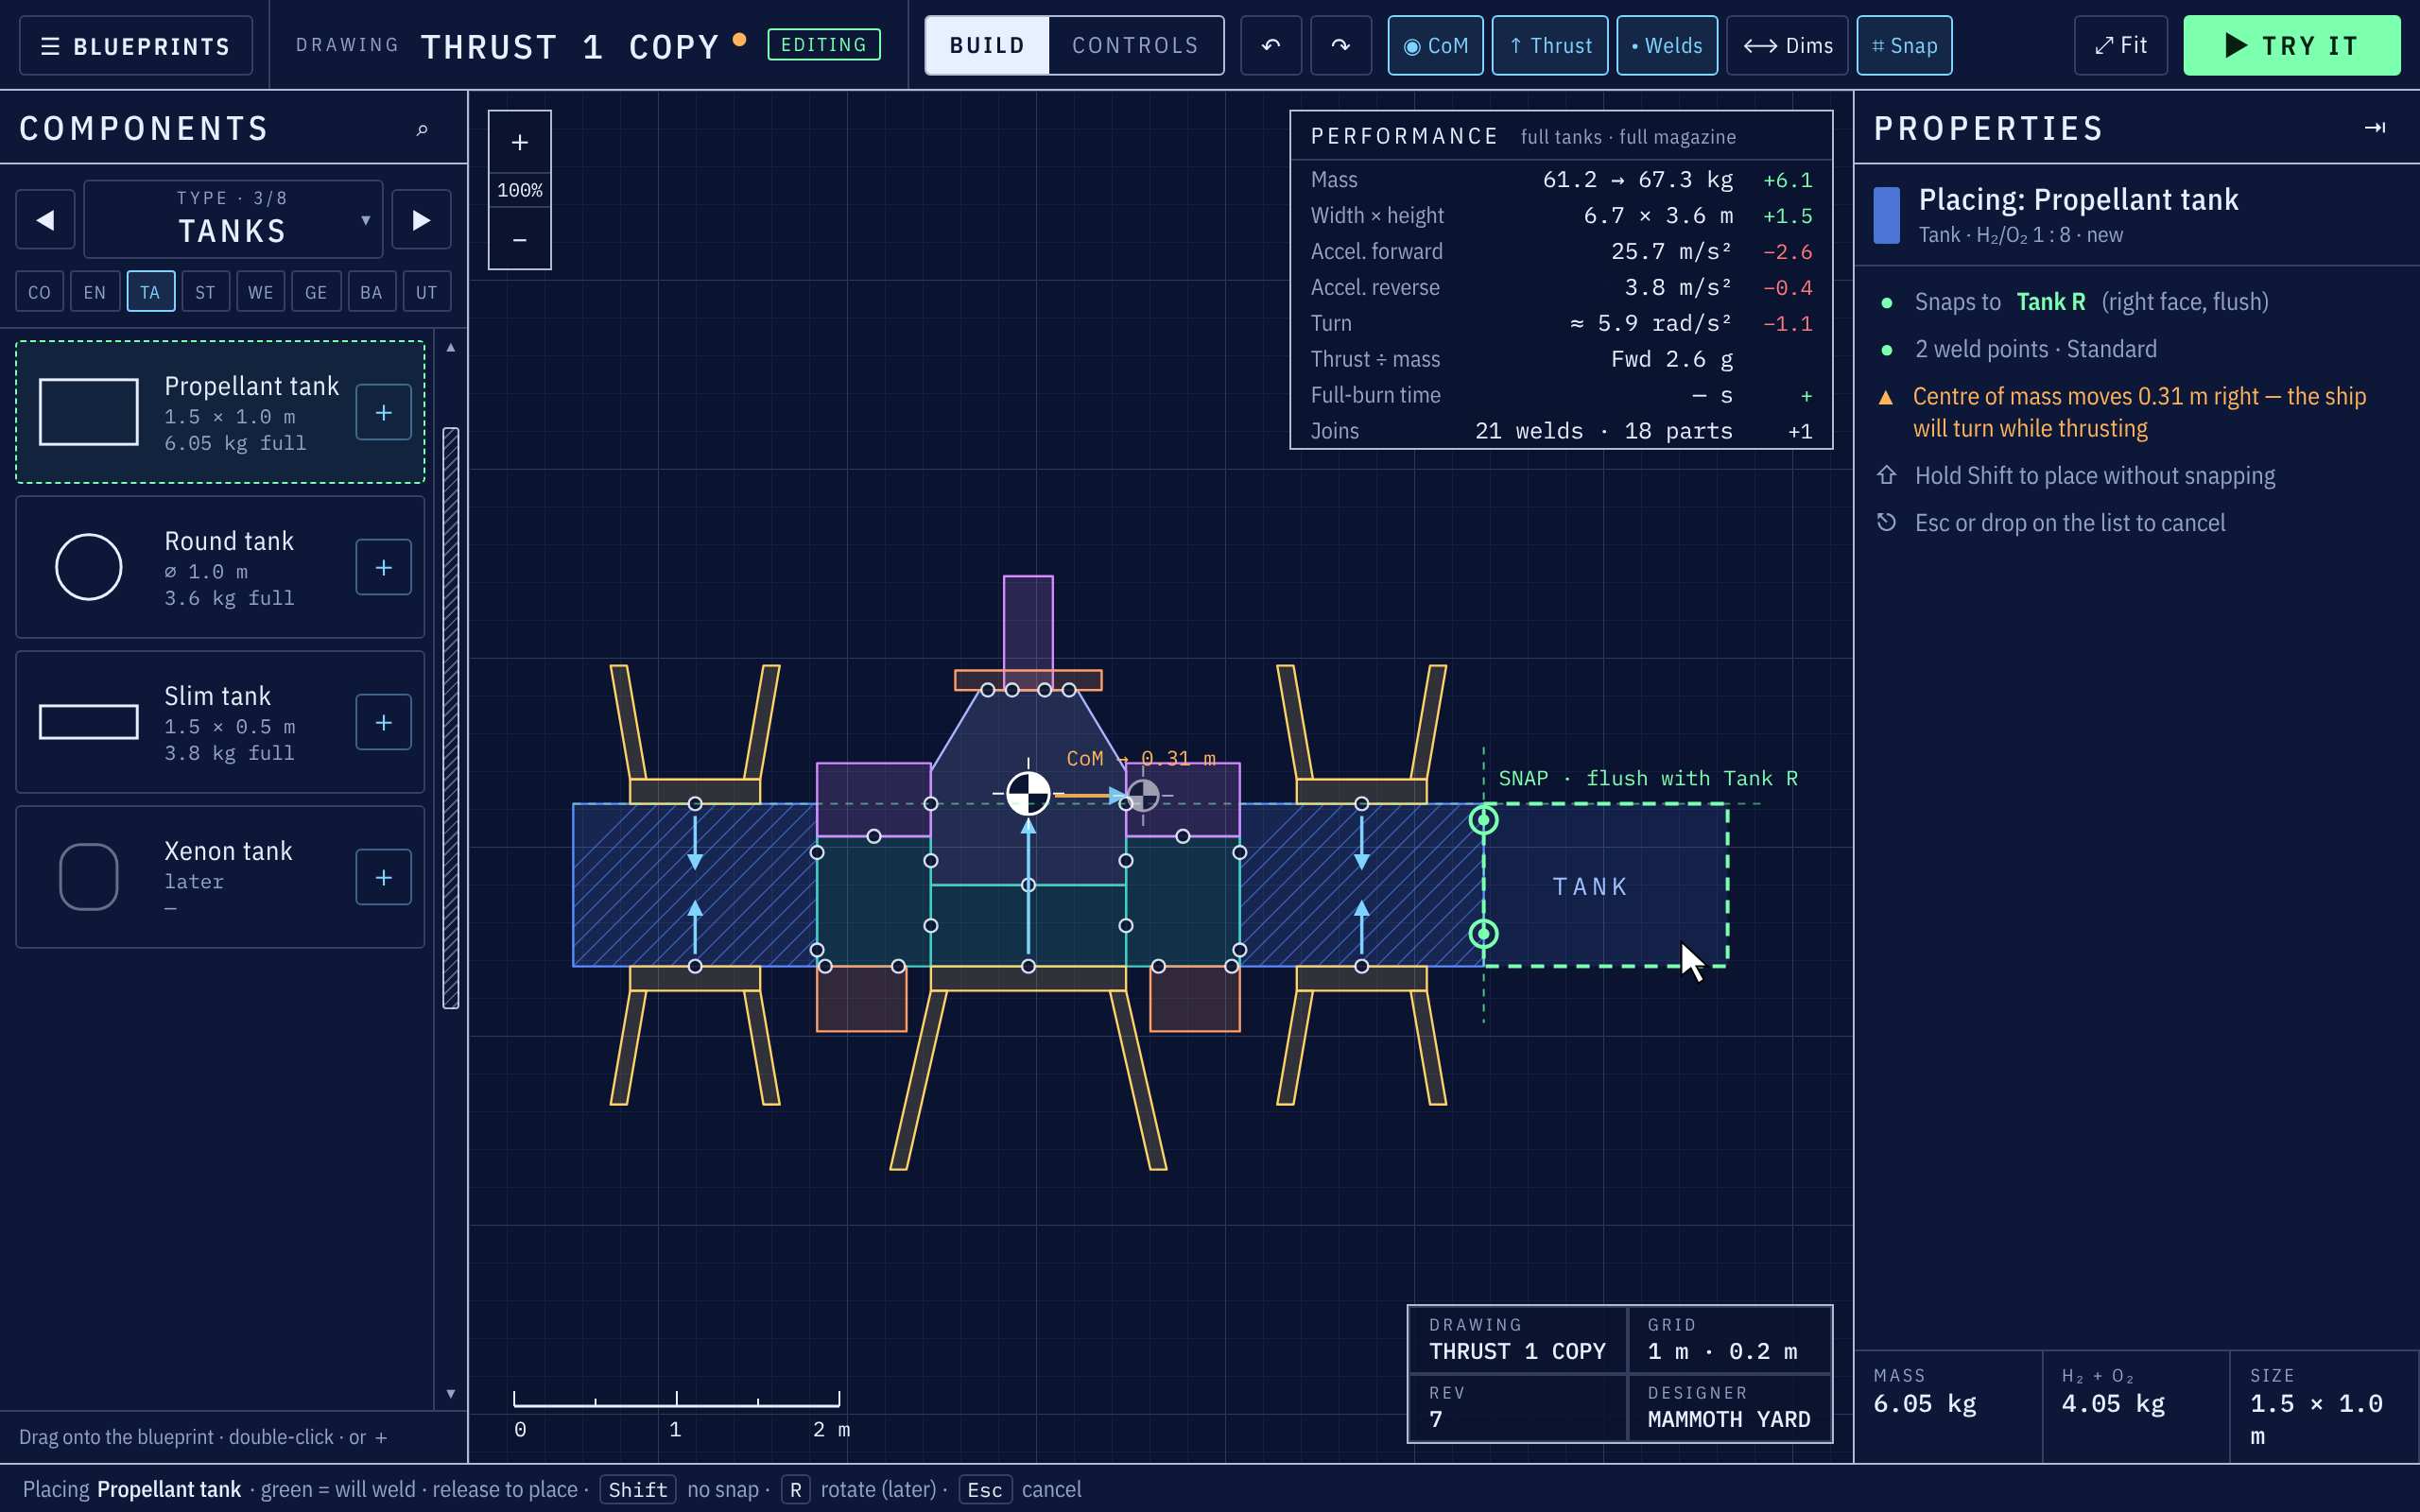 ☰ BLUEPRINTS
DRAWING THRUST 1 COPY EDITING
BUILD CONTROLS
↶ ↷
◉ CoM ↑ Thrust • Welds ⟷ Dims ⌗ Snap
⤢ Fit ▶ TRY IT
COMPONENTS
TYPE · 3/8
TANKS
CO EN TA ST WE GE BA UT
Propellant tank
1.5 × 1.0 m
6.05 kg full
+
Round tank
⌀ 1.0 m
3.6 kg full
+
Slim tank
1.5 × 0.5 m
3.8 kg full
+
Xenon tank
later
—
+
Drag onto the blueprint · double-click · or +
+
100%
−
PERFORMANCE full tanks · full magazine
Mass 61.2 → 67.3 kg +6.1
Width × height 6.7 × 3.6 m +1.5
Accel. forward 25.7 m/s² −2.6
Accel. reverse 3.8 m/s² −0.4
Turn ≈ 5.9 rad/s² −1.1
Thrust ÷ mass Fwd 2.6 g
Full-burn time — s +
Joins 21 welds · 18 parts +1
CoM → 0.31 m
SNAP · flush with Tank R
TANK
0 1 2 m
DRAWING
THRUST 1 COPY
GRID
1 m · 0.2 m
REV
7
DESIGNER
MAMMOTH YARD
PROPERTIES
Placing: Propellant tank
Tank · H₂/O₂ 1 : 8 · new
Snaps to Tank R (right face, flush)
2 weld points · Standard
▲ Centre of mass moves 0.31 m right — the ship
will turn while thrusting
Hold Shift to place without snapping
Esc or drop on the list to cancel
MASS
6.05 kg
H₂ + O₂
4.05 kg
SIZE
1.5 × 1.0
m
Placing Propellant tank · green = will weld · release to place · Shift no snap · R rotate (later) · Esc cancel